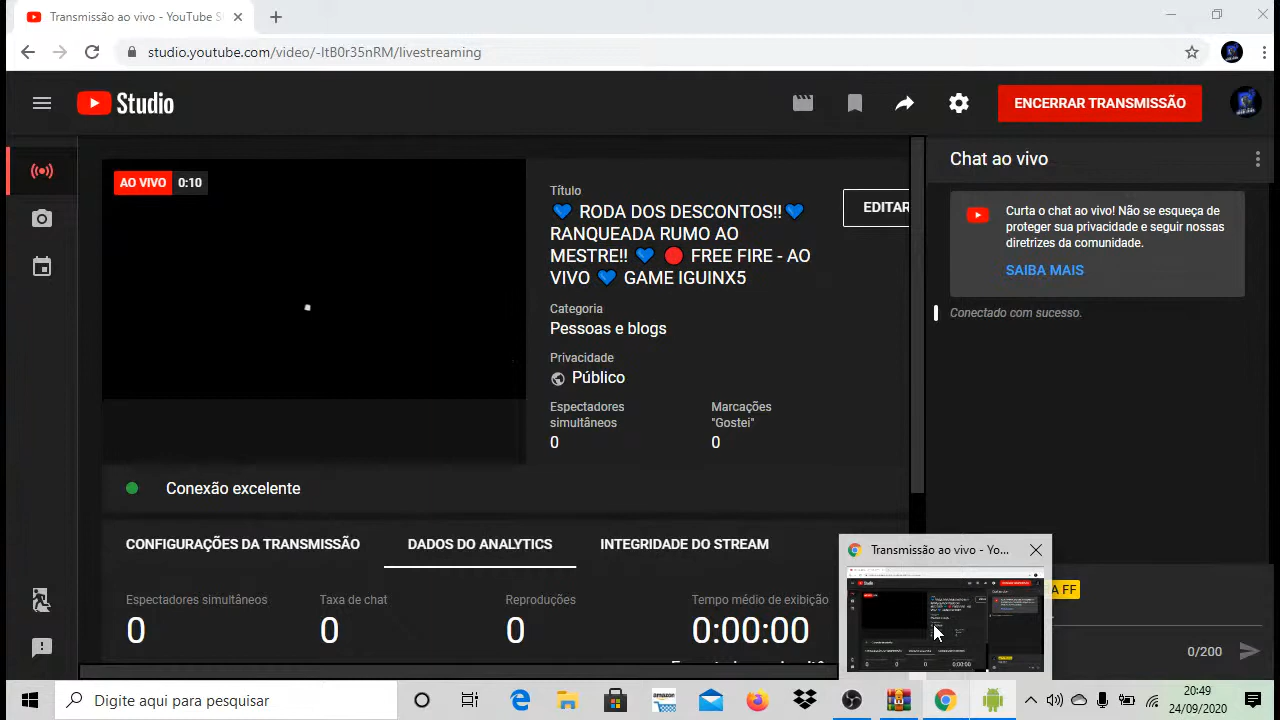 Transmissão ao vivo - YouTube S
studio.youtube.com/video/-ItB0r35nRM/livestreaming
Studio
ENCERRAR TRANSMISSÃO
AO VIVO 0:10
Título
💙 RODA DOS DESCONTOS!!💙
RANQUEADA RUMO AO
MESTRE!! 💙 🔴 FREE FIRE - AO
VIVO 💙 GAME IGUINX5
EDITAR
Categoria
Pessoas e blogs
Privacidade
Público
Espectadores
simultâneos
0
Marcações
"Gostei"
0
Conexão excelente
CONFIGURAÇÕES DA TRANSMISSÃO
DADOS DO ANALYTICS
INTEGRIDADE DO STREAM
Espectadores simultâneos
0
Taxa de chat
0
Reproduções
0
Tempo médio de exibição
0:00:00
Chat ao vivo
Curta o chat ao vivo! Não se esqueça de
proteger sua privacidade e seguir nossas
diretrizes da comunidade.
SAIBA MAIS
Conectado com sucesso.
Transmissão ao vivo - Yo...
A FF
0/200
Digite aqui para pesquisar
amazon
20:49
24/09/2020